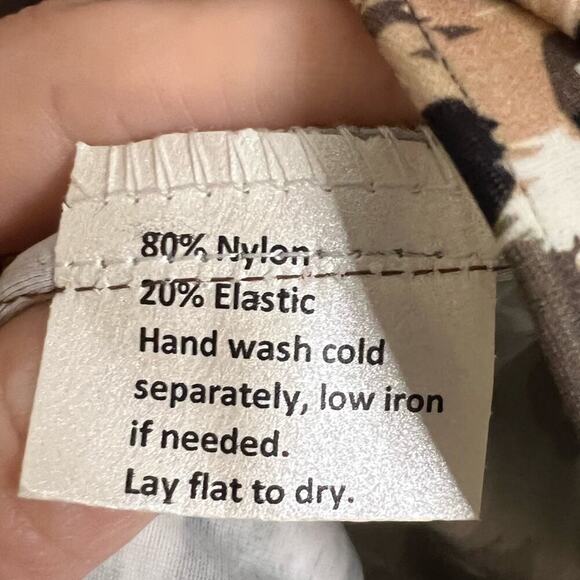 80% Nylon
20% Elastic
Hand wash cold
separately, low iron
if needed.
Lay flat to dry.